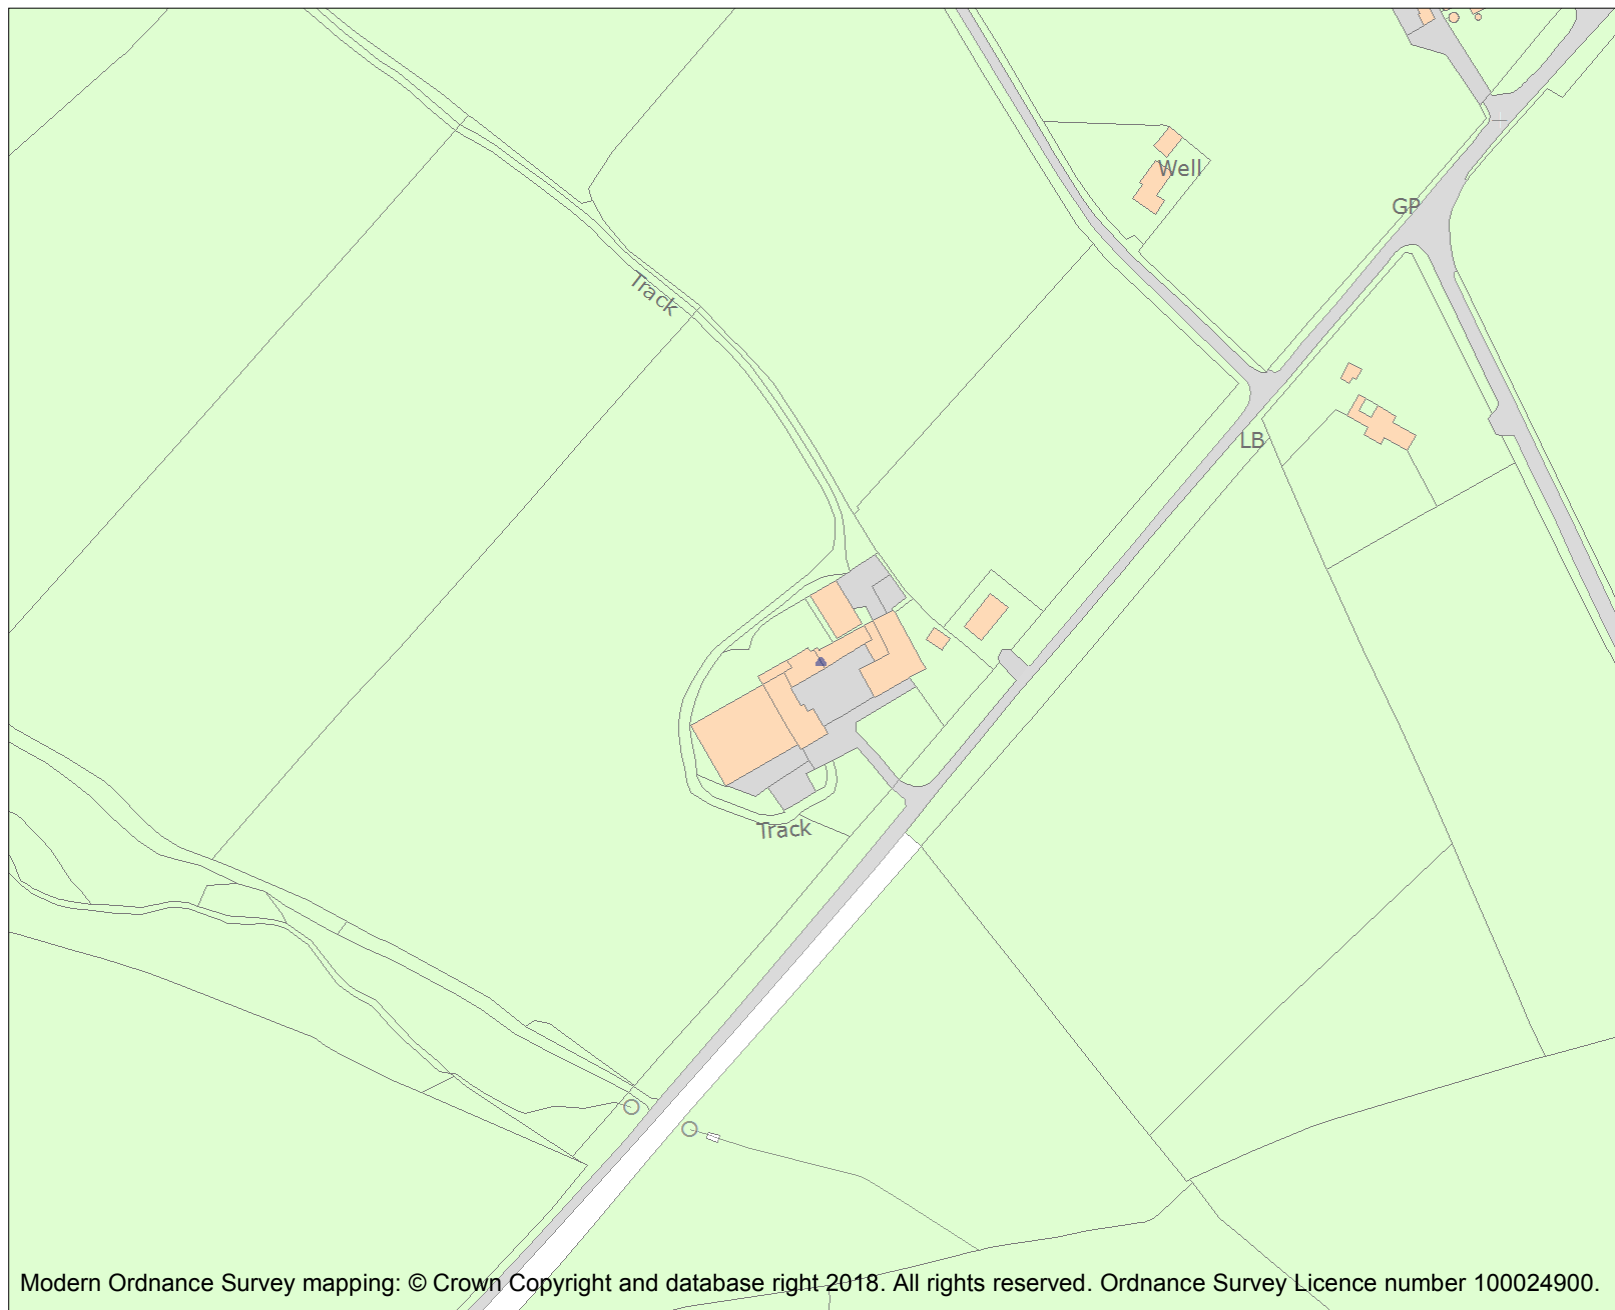 Well
GP
Track
LB
Track
Modern Ordnance Survey mapping: © Crown Copyright and database right 2018. All rights reserved. Ordnance Survey Licence number 100024900.